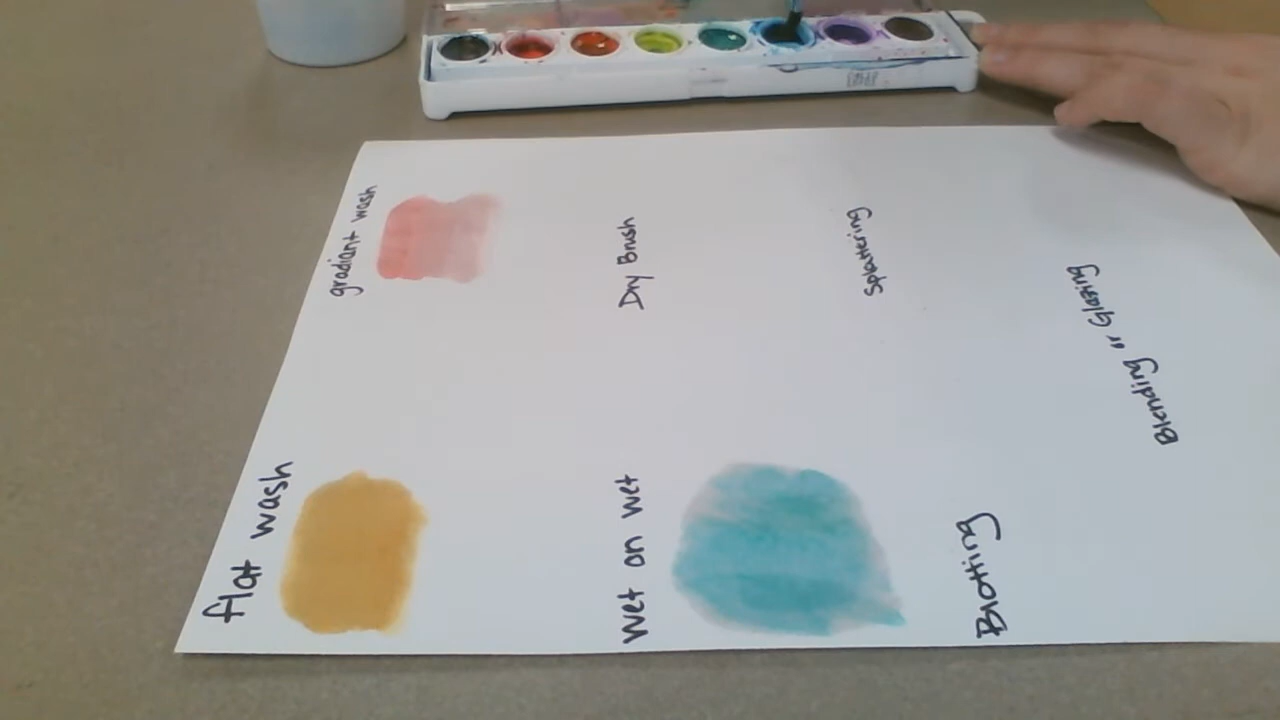 flat wash
gradiant wash
Wet on wet
Dry Brush
Blotting
Splattering
Blending or Glazing